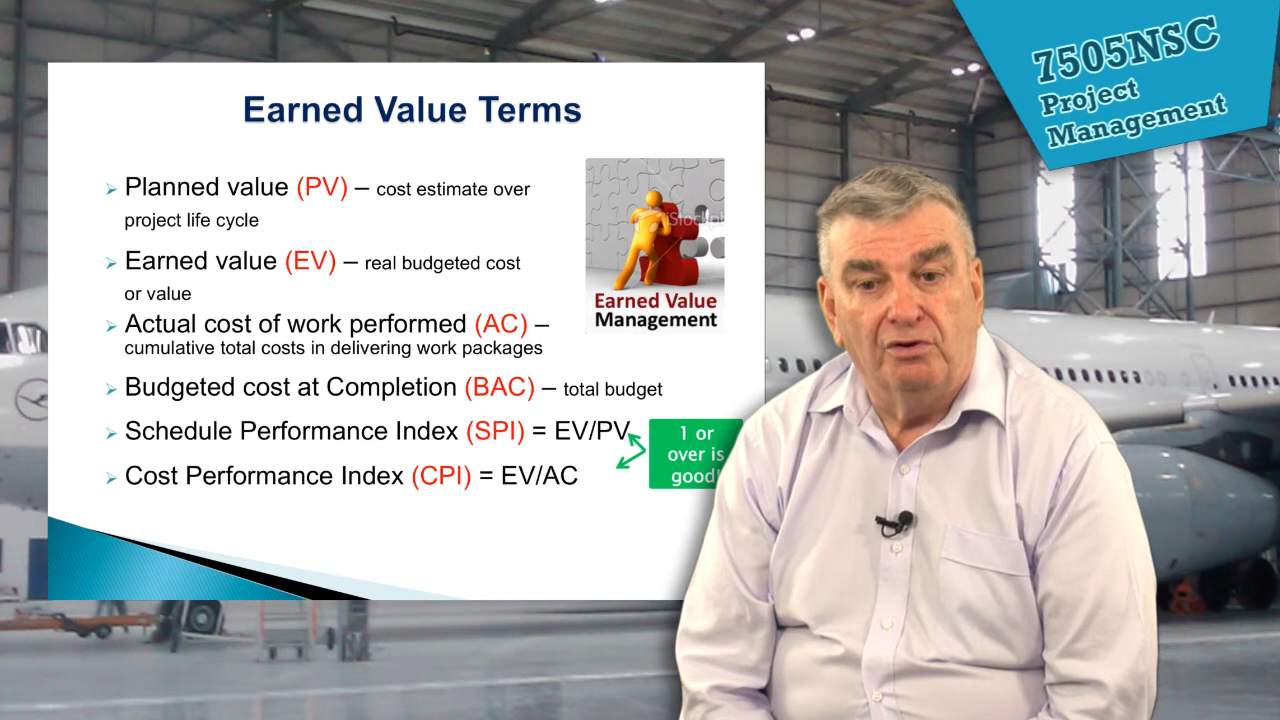 7505NSC
Project
Management
Earned Value Terms
➢ Planned value (PV) – cost estimate over
project life cycle
➢ Earned value (EV) – real budgeted cost
or value
➢ Actual cost of work performed (AC) –
cumulative total costs in delivering work packages
➢ Budgeted cost at Completion (BAC) – total budget
➢ Schedule Performance Index (SPI) = EV/PV
➢ Cost Performance Index (CPI) = EV/AC
Earned Value
Management
1 or
over is
good!